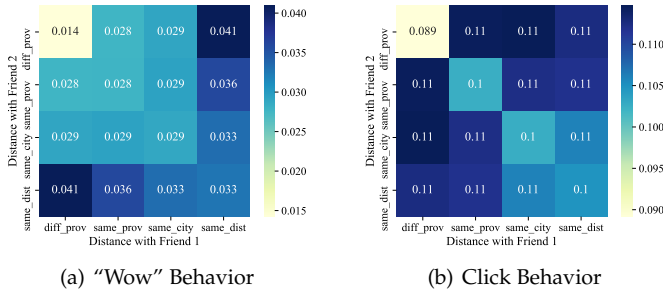 diff_prov 0.014 0.028 0.029 0.041 0.040
same_prov 0.028 0.028 0.029 0.036 0.035
same_city 0.029 0.029 0.029 0.033 0.030
same_dist 0.041 0.036 0.033 0.033 0.025
0.020
0.015
diff_prov same_prov same_city same_dist
Distance with Friend 1
Distance with Friend 2
(a) “Wow” Behavior
diff_prov 0.089 0.11 0.11 0.11 0.110
same_prov 0.11 0.1 0.11 0.11 0.105
same_city 0.11 0.11 0.1 0.11 0.100
same_dist 0.11 0.11 0.11 0.1 0.095
0.090
diff_prov same_prov same_city same_dist
Distance with Friend 1
Distance with Friend 2
(b) Click Behavior